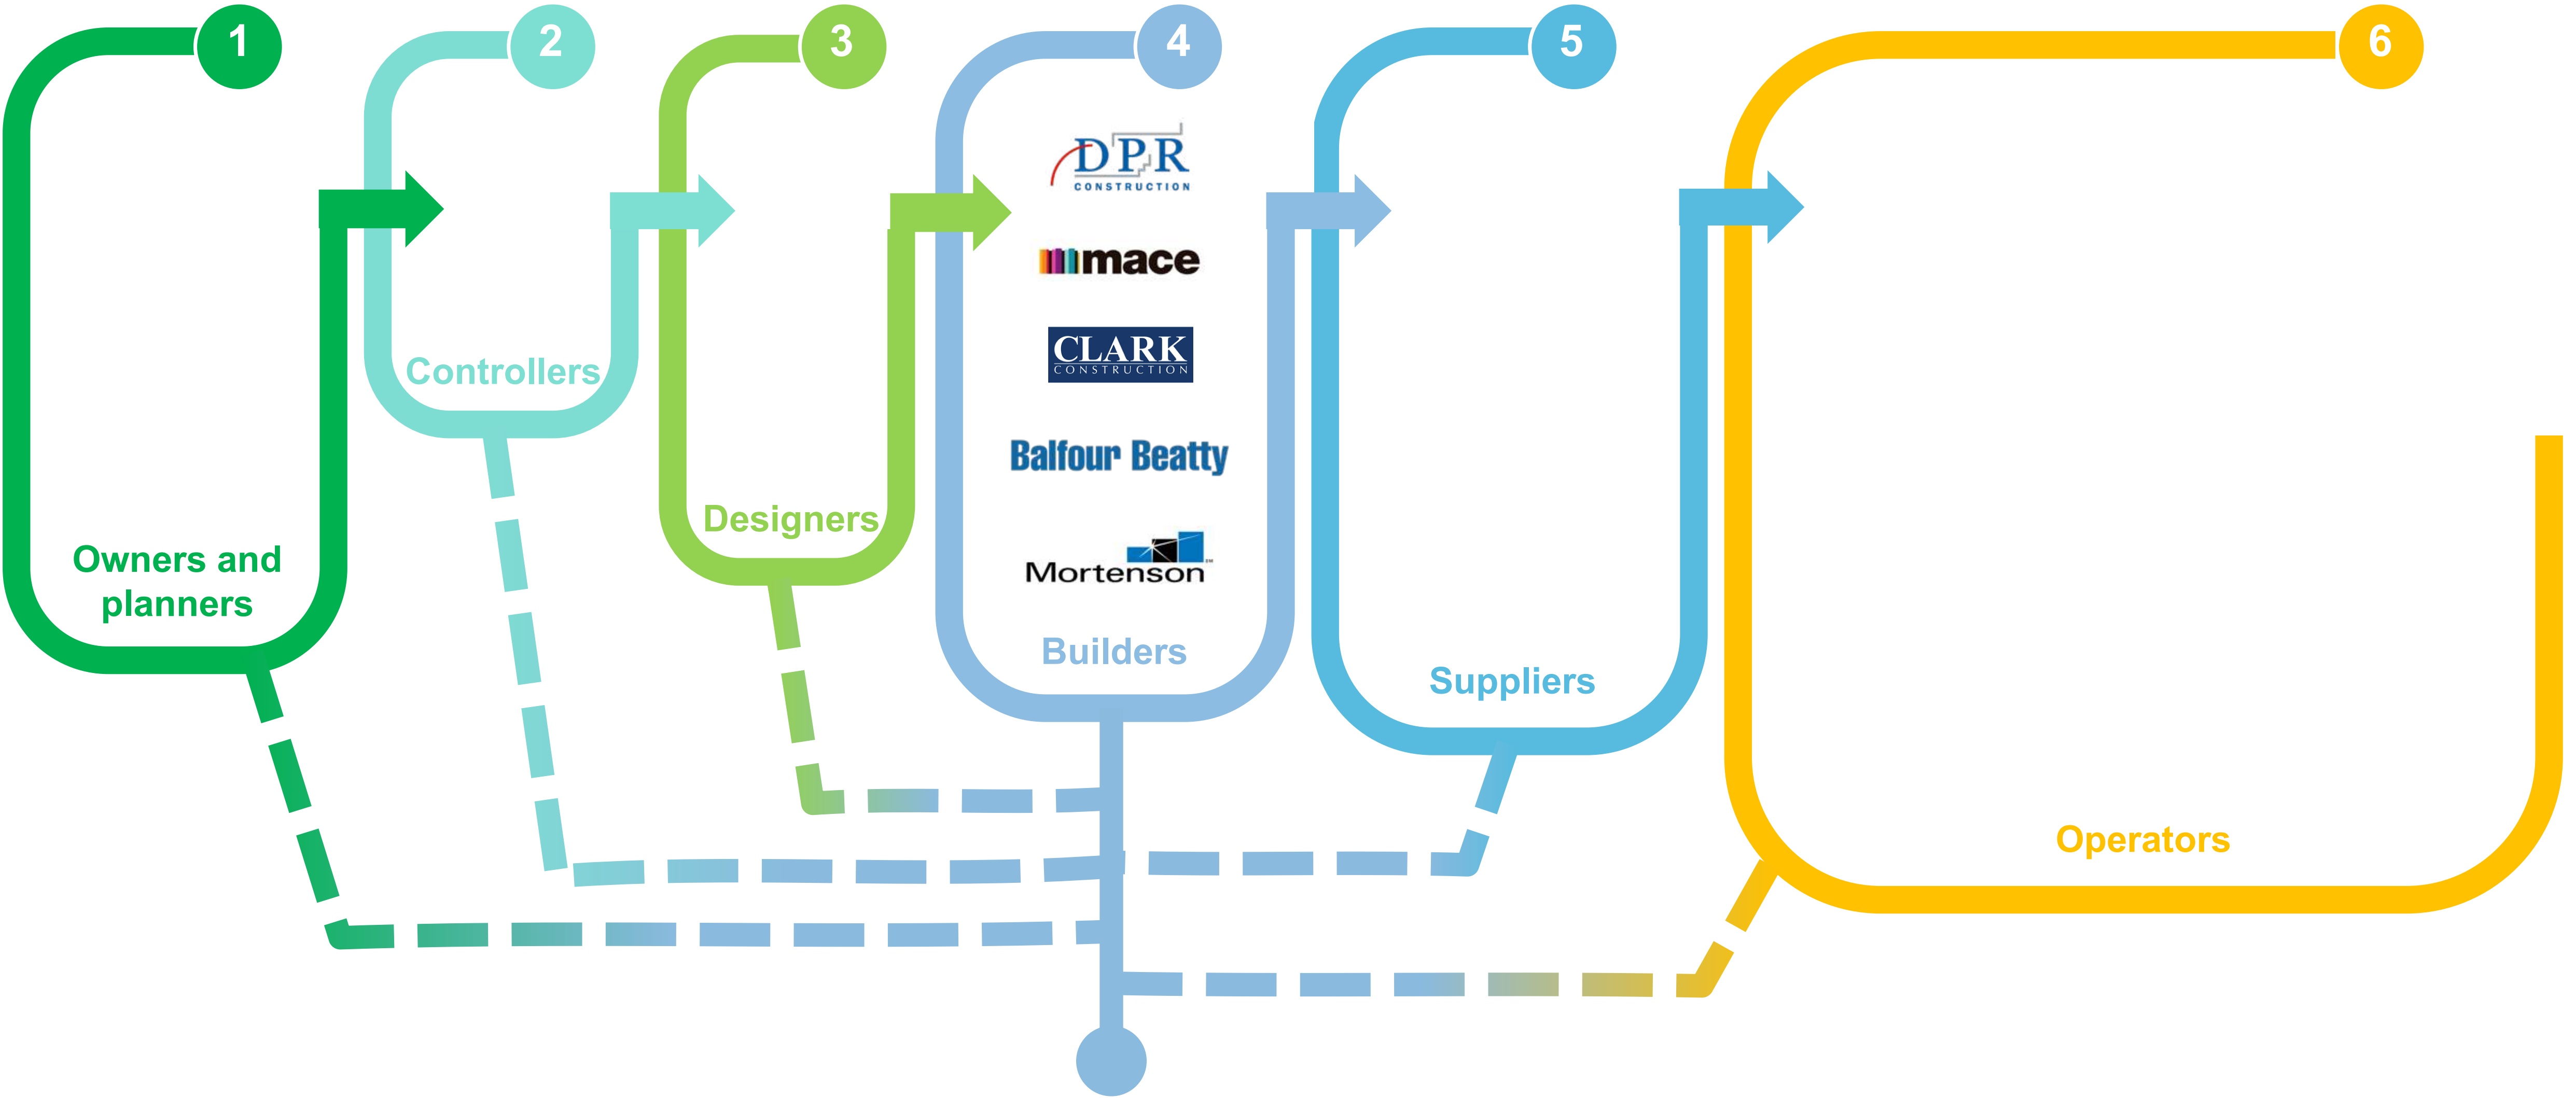 1
2
3
4
5
6
DPR
CONSTRUCTION
mace
CLARK
CONSTRUCTION
Balfour Beatty
Mortenson
SM
Controllers
Designers
Owners and
planners
Builders
Suppliers
Operators